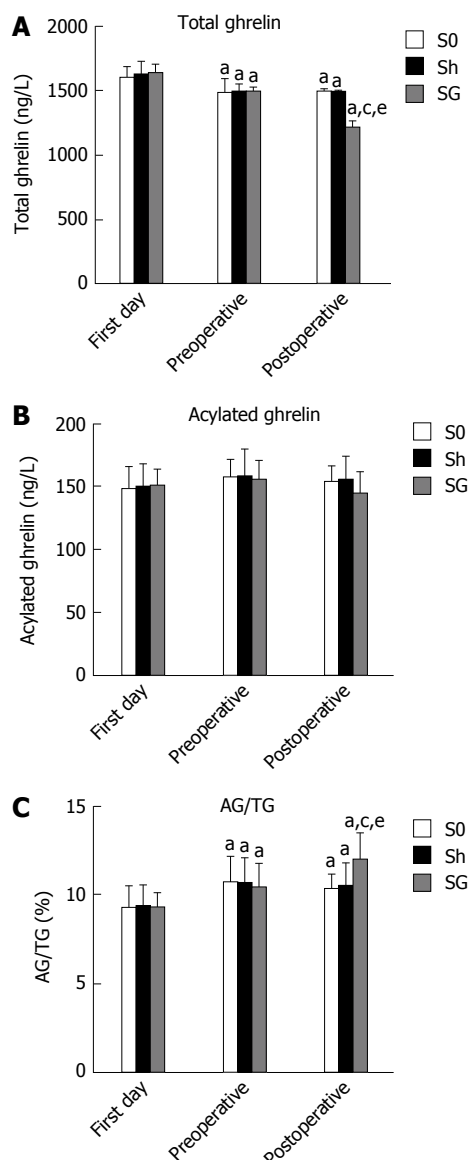 A Total ghrelin
2000
1500
1000
500
0
Total ghrelin (ng/L)
a a a
a a
a,c,e
S0
Sh
SG
First day
Preoperative
Postoperative
B Acylated ghrelin
200
150
100
50
0
Acylated ghrelin (ng/L)
S0
Sh
SG
First day
Preoperative
Postoperative
C AG/TG
15
10
5
0
AG/TG (%)
a a a
a a
a,c,e
S0
Sh
SG
First day
Preoperative
Postoperative